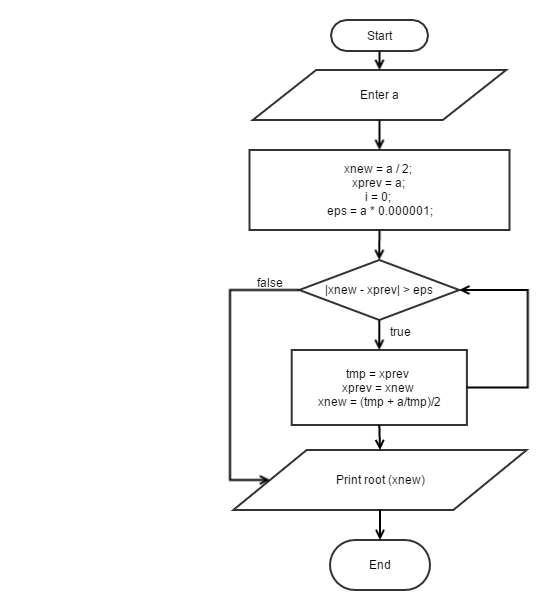 Start
Enter a
xnew = a / 2;
xprev = a;
i = 0;
eps = a * 0.000001;
false
|xnew - xprev| > eps
true
tmp = xprev
xprev = xnew
xnew = (tmp + a/tmp)/2
Print root (xnew)
End